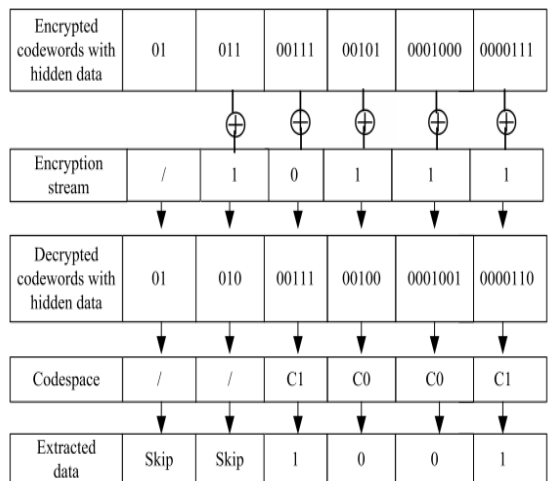 Encrypted
codewords with
hidden data
01 011 00111 00101 0001000 0000111
Encryption
stream
/ 1 0 1 1 1
Decrypted
codewords with
hidden data
01 010 00111 00100 0001001 0000110
Codespace / / C1 C0 C0 C1
Extracted
data
Skip Skip 1 0 0 1